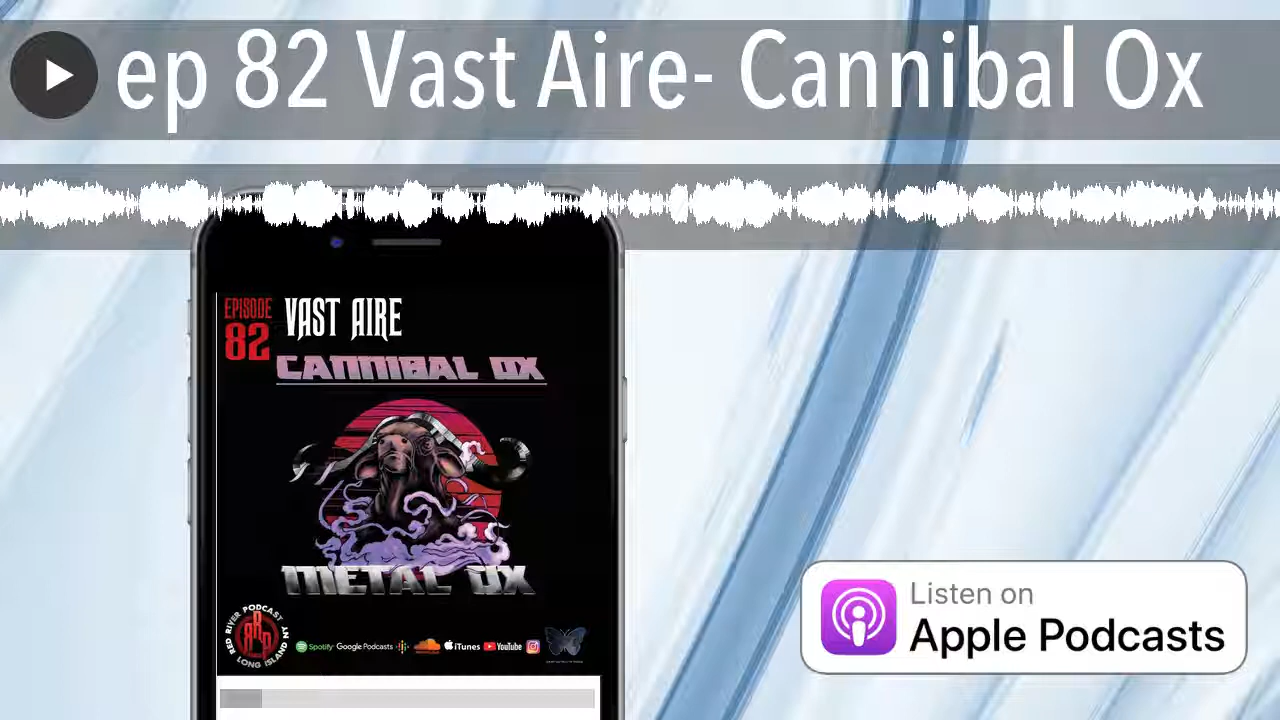 ep 82 Vast Aire- Cannibal Ox
EPISODE
82
VAST AIRE
CANNIBAL OX
METAL OX
RED RIVER PODCAST
RRP
LONG ISLAND NY
Spotify Google Podcasts iTunes YouTube
Listen on
Apple Podcasts